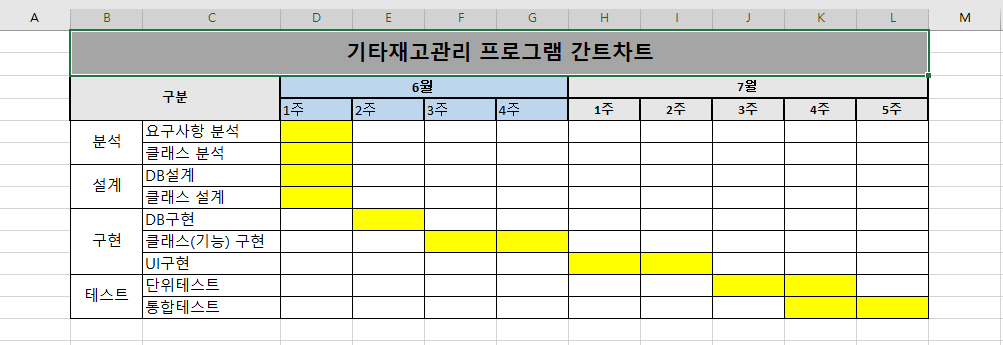 A B C D E F G H I J K L M
기타재고관리 프로그램 간트차트
구분 6월 7월
1주 2주 3주 4주 1주 2주 3주 4주 5주
분석 요구사항 분석
클래스 분석
설계 DB설계
클래스 설계
구현 DB구현
클래스(기능) 구현
UI구현
테스트 단위테스트
통합테스트